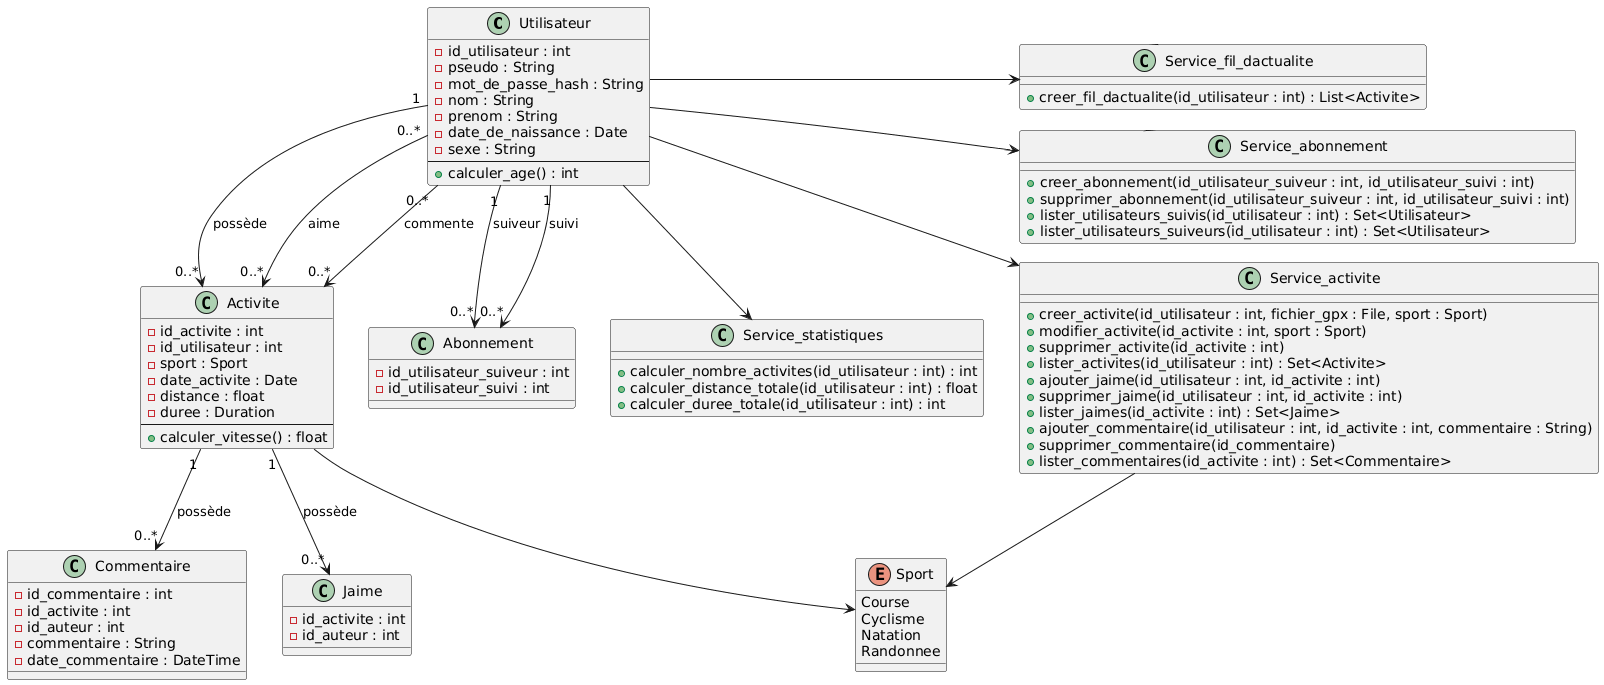 C Utilisateur
id_utilisateur : int
pseudo : String
mot_de_passe_hash : String
nom : String
prenom : String
date_de_naissance : Date
sexe : String
calculer_age() : int
C Service_fil_dactualite
creer_fil_dactualite(id_utilisateur : int) : List<Activite>
C Service_abonnement
creer_abonnement(id_utilisateur_suiveur : int, id_utilisateur_suivi : int)
supprimer_abonnement(id_utilisateur_suiveur : int, id_utilisateur_suivi : int)
lister_utilisateurs_suivis(id_utilisateur : int) : Set<Utilisateur>
lister_utilisateurs_suiveurs(id_utilisateur : int) : Set<Utilisateur>
C Service_activite
creer_activite(id_utilisateur : int, fichier_gpx : File, sport : Sport)
modifier_activite(id_activite : int, sport : Sport)
supprimer_activite(id_activite : int)
lister_activites(id_utilisateur : int) : Set<Activite>
ajouter_jaime(id_utilisateur : int, id_activite : int)
supprimer_jaime(id_utilisateur : int, id_activite : int)
lister_jaimes(id_activite : int) : Set<Jaime>
ajouter_commentaire(id_utilisateur : int, id_activite : int, commentaire : String)
supprimer_commentaire(id_commentaire)
lister_commentaires(id_activite : int) : Set<Commentaire>
1
0..*
0..*
1
1
possède
aime
commente
suiveur
suivi
0..*
0..*
0..*
0..*
0..*
C Activite
id_activite : int
id_utilisateur : int
sport : Sport
date_activite : Date
distance : float
duree : Duration
calculer_vitesse() : float
C Abonnement
id_utilisateur_suiveur : int
id_utilisateur_suivi : int
C Service_statistiques
calculer_nombre_activites(id_utilisateur : int) : int
calculer_distance_totale(id_utilisateur : int) : float
calculer_duree_totale(id_utilisateur : int) : int
1
1
possède
possède
0..*
0..*
C Commentaire
id_commentaire : int
id_activite : int
id_auteur : int
commentaire : String
date_commentaire : DateTime
C Jaime
id_activite : int
id_auteur : int
E Sport
Course
Cyclisme
Natation
Randonnee